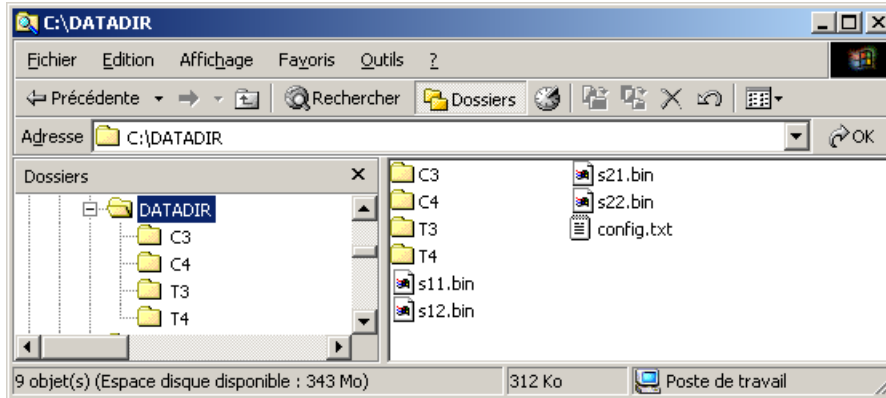 C:\DATADIR
Fichier Edition Affichage Favoris Outils ?
Précédente Rechercher Dossiers
Adresse C:\DATADIR OK
Dossiers
DATADIR
C3
C4
T3
T4
C3
C4
T3
T4
s11.bin
s12.bin
s21.bin
s22.bin
config.txt
9 objet(s) (Espace disque disponible : 343 Mo) 312 Ko Poste de travail